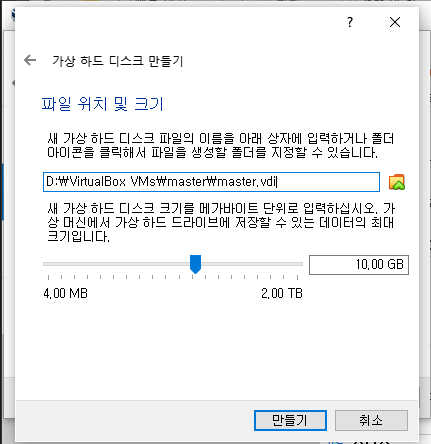 가상 하드 디스크 만들기
파일 위치 및 크기
새 가상 하드 디스크 파일의 이름을 아래 상자에 입력하거나 폴더
아이콘을 클릭해서 파일을 생성할 폴더를 지정할 수 있습니다.
D:₩VirtualBox VMs₩master₩master.vdi
새 가상 하드 디스크 크기를 메가바이트 단위로 입력하십시오. 가
상 머신에서 가상 하드 드라이브에 저장할 수 있는 데이터의 최대
크기입니다.
10,00 GB
4,00 MB 2,00 TB
만들기 취소